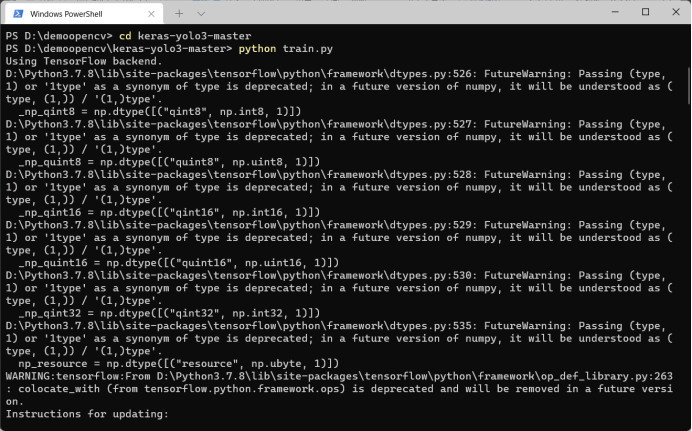 Windows PowerShell
PS D:\demoopencv> cd keras-yolo3-master
PS D:\demoopencv\keras-yolo3-master> python train.py
Using TensorFlow backend.
D:\Python3.7.8\lib\site-packages\tensorflow\python\framework\dtypes.py:526: FutureWarning: Passing (type,
1) or '1type' as a synonym of type is deprecated; in a future version of numpy, it will be understood as (
type, (1,)) / '(1,)type'.
  _np_qint8 = np.dtype([("qint8", np.int8, 1)])
D:\Python3.7.8\lib\site-packages\tensorflow\python\framework\dtypes.py:527: FutureWarning: Passing (type,
1) or '1type' as a synonym of type is deprecated; in a future version of numpy, it will be understood as (
type, (1,)) / '(1,)type'.
  _np_quint8 = np.dtype([("quint8", np.uint8, 1)])
D:\Python3.7.8\lib\site-packages\tensorflow\python\framework\dtypes.py:528: FutureWarning: Passing (type,
1) or '1type' as a synonym of type is deprecated; in a future version of numpy, it will be understood as (
type, (1,)) / '(1,)type'.
  _np_qint16 = np.dtype([("qint16", np.int16, 1)])
D:\Python3.7.8\lib\site-packages\tensorflow\python\framework\dtypes.py:529: FutureWarning: Passing (type,
1) or '1type' as a synonym of type is deprecated; in a future version of numpy, it will be understood as (
type, (1,)) / '(1,)type'.
  _np_quint16 = np.dtype([("quint16", np.uint16, 1)])
D:\Python3.7.8\lib\site-packages\tensorflow\python\framework\dtypes.py:530: FutureWarning: Passing (type,
1) or '1type' as a synonym of type is deprecated; in a future version of numpy, it will be understood as (
type, (1,)) / '(1,)type'.
  _np_qint32 = np.dtype([("qint32", np.int32, 1)])
D:\Python3.7.8\lib\site-packages\tensorflow\python\framework\dtypes.py:535: FutureWarning: Passing (type,
1) or '1type' as a synonym of type is deprecated; in a future version of numpy, it will be understood as (
type, (1,)) / '(1,)type'.
  np_resource = np.dtype([("resource", np.ubyte, 1)])
WARNING:tensorflow:From D:\Python3.7.8\lib\site-packages\tensorflow\python\framework\op_def_library.py:263
: colocate_with (from tensorflow.python.framework.ops) is deprecated and will be removed in a future versi
on.
Instructions for updating: